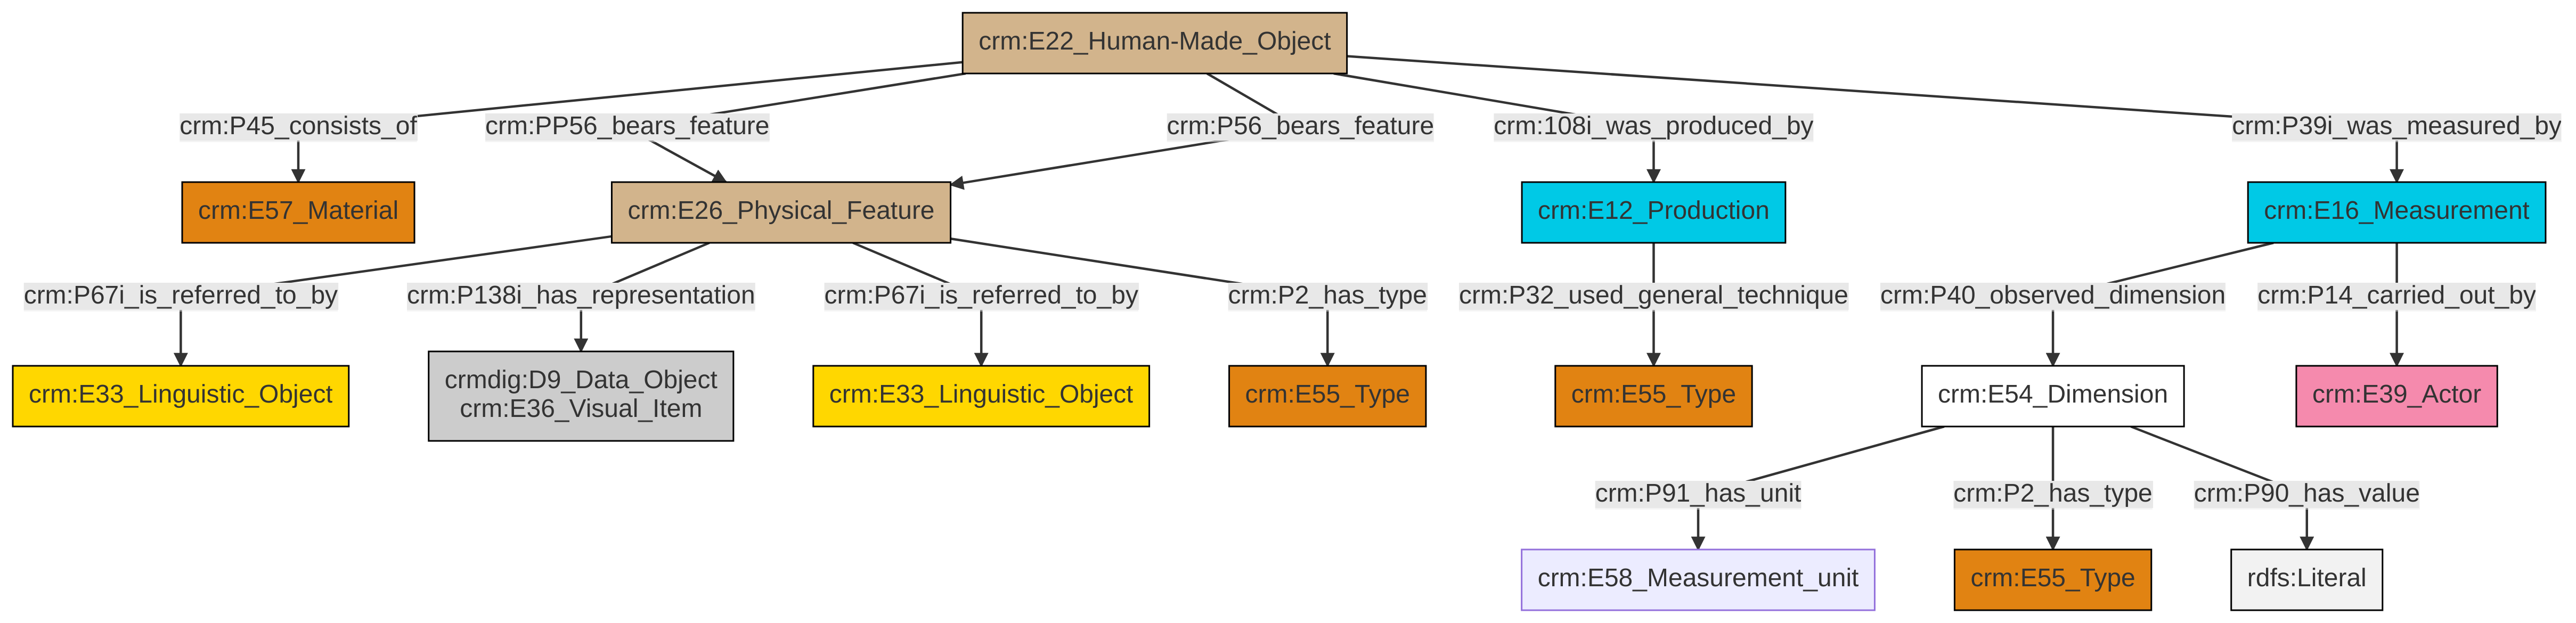 crm:E22_Human-Made_Object
crm:P45_consists_of
crm:PP56_bears_feature
crm:P56_bears_feature
crm:108i_was_produced_by
crm:P39i_was_measured_by
crm:E57_Material
crm:E26_Physical_Feature
crm:E12_Production
crm:E16_Measurement
crm:P67i_is_referred_to_by
crm:P138i_has_representation
crm:P67i_is_referred_to_by
crm:P2_has_type
crm:P32_used_general_technique
crm:P40_observed_dimension
crm:P14_carried_out_by
crm:E33_Linguistic_Object
crmdig:D9_Data_Object
crm:E36_Visual_Item
crm:E33_Linguistic_Object
crm:E55_Type
crm:E55_Type
crm:E54_Dimension
crm:E39_Actor
crm:P91_has_unit
crm:P2_has_type
crm:P90_has_value
crm:E58_Measurement_unit
crm:E55_Type
rdfs:Literal